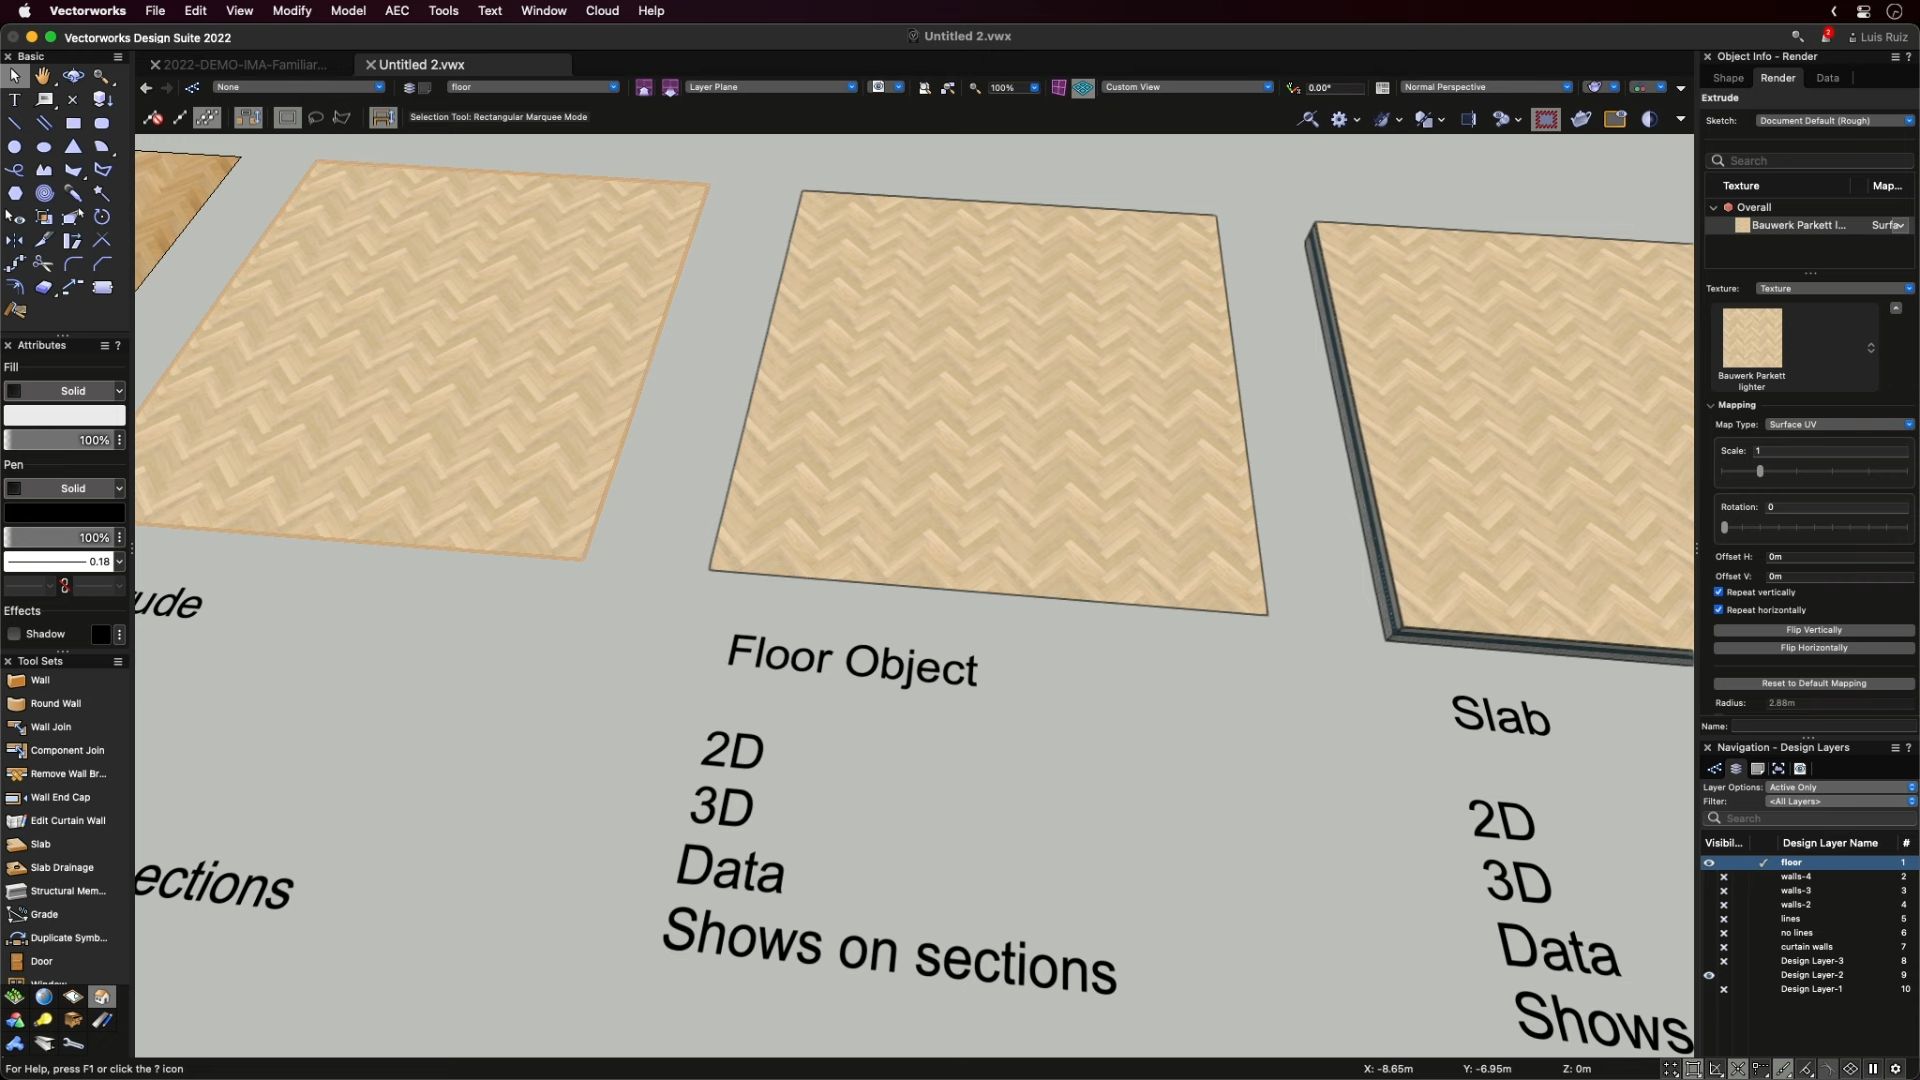 Vectorworks File Edit View Modify Model AEC Tools Text Window Cloud Help
Vectorworks Design Suite 2022
Untitled 2.vwx
2
Luis Ruiz
Basic
2022-DEMO-IMA-Familiar...
Untitled 2.vwx
None
floor
Layer Plane
100%
Custom View
0.00°
Normal Perspective
Selection Tool: Rectangular Marquee Mode
Attributes
?
Fill
Solid
100%
Pen
Solid
100%
0.18
Effects
Shadow
Tool Sets
Wall
Round Wall
Wall Join
Component Join
Remove Wall Br...
Wall End Cap
Edit Curtain Wall
Slab
Slab Drainage
Structural Mem...
Grade
Duplicate Symb...
Door
Window
ude
ections
Floor Object
2D
3D
Data
Shows on sections
Slab
2D
3D
Data
Shows
Object Info - Render
?
Shape Render Data
Extrude
Sketch: Document Default (Rough)
Search
Texture Map...
Overall
Bauwerk Parkett l... Surfa
Texture: Texture
Bauwerk Parkett
lighter
Mapping
Map Type: Surface UV
Scale: 1
Rotation: 0
Offset H: 0m
Offset V: 0m
Repeat vertically
Repeat horizontally
Flip Vertically
Flip Horizontally
Reset to Default Mapping
Radius: 2.88m
Name:
Navigation - Design Layers
?
Layer Options: Active Only
Filter: <All Layers>
Search
Visibil... Design Layer Name #
floor 1
walls-4 2
walls-3 3
walls-2 4
lines 5
no lines 6
curtain walls 7
Design Layer-3 8
Design Layer-2 9
Design Layer-1 10
For Help, press F1 or click the ? icon
X: -8.65m Y: -6.95m Z: 0m